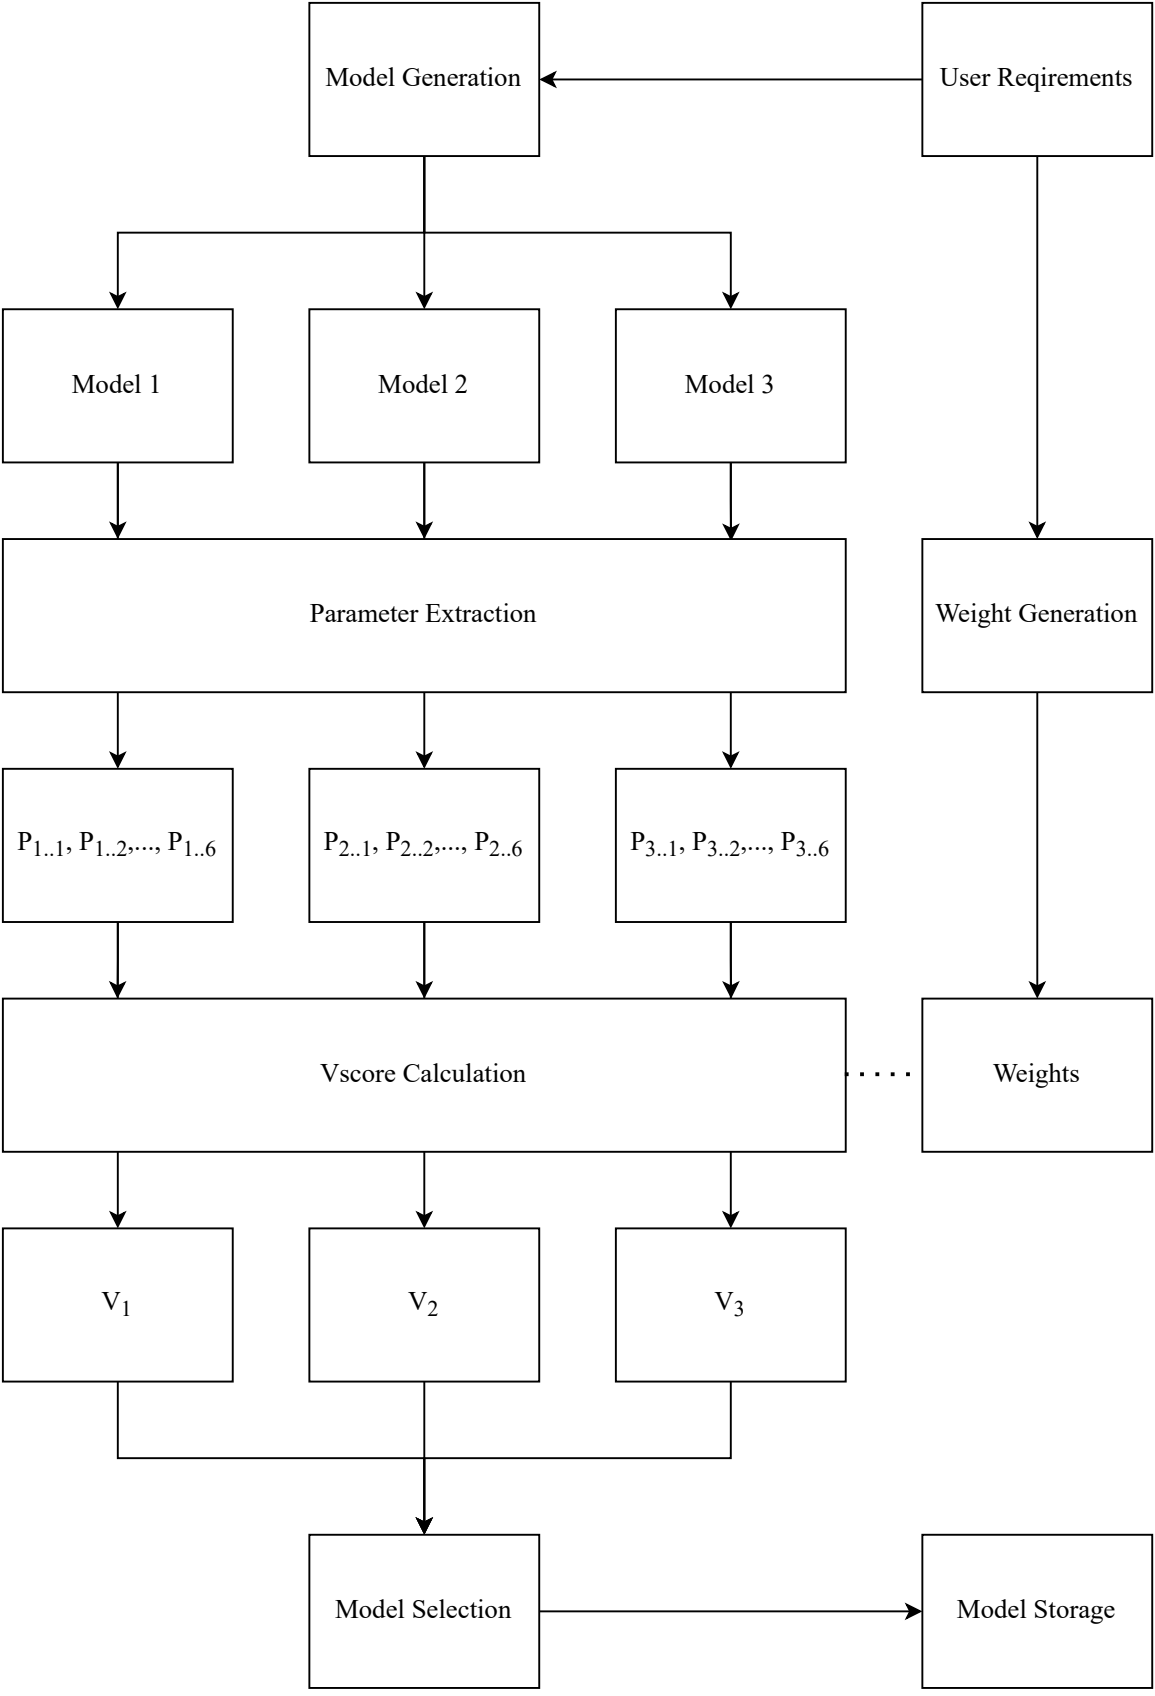 Model Generation
User Reqirements
Model 1
Model 2
Model 3
Parameter Extraction
Weight Generation
P1..1, P1..2,..., P1..6
P2..1, P2..2,..., P2..6
P3..1, P3..2,..., P3..6
Vscore Calculation
Weights
V1
V2
V3
Model Selection
Model Storage